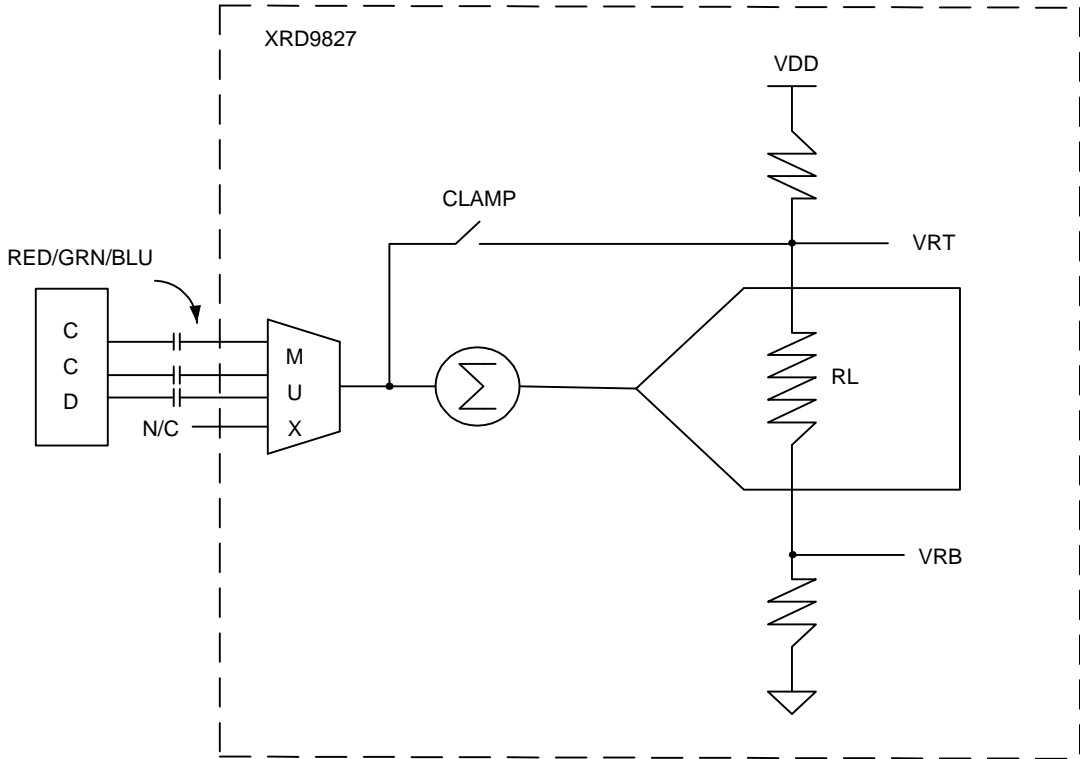 XRD9827
VDD
CLAMP
VRT
RED/GRN/BLU
C
C
D
M
U
X
N/C
Σ
RL
VRB